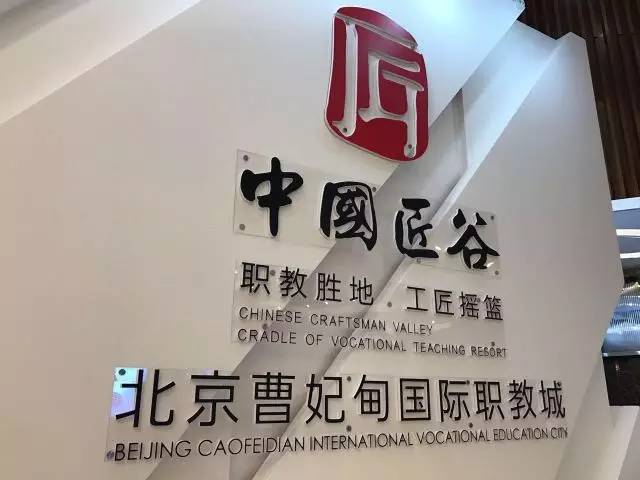 匠
中國匠谷
职教胜地 工匠摇篮
CHINESE CRAFTSMAN VALLEY
CRADLE OF VOCATIONAL TEACHING RESORT
北京曹妃甸国际职教城
BEIJING CAOFEIDIAN INTERNATIONAL VOCATIONAL EDUCATION CITY